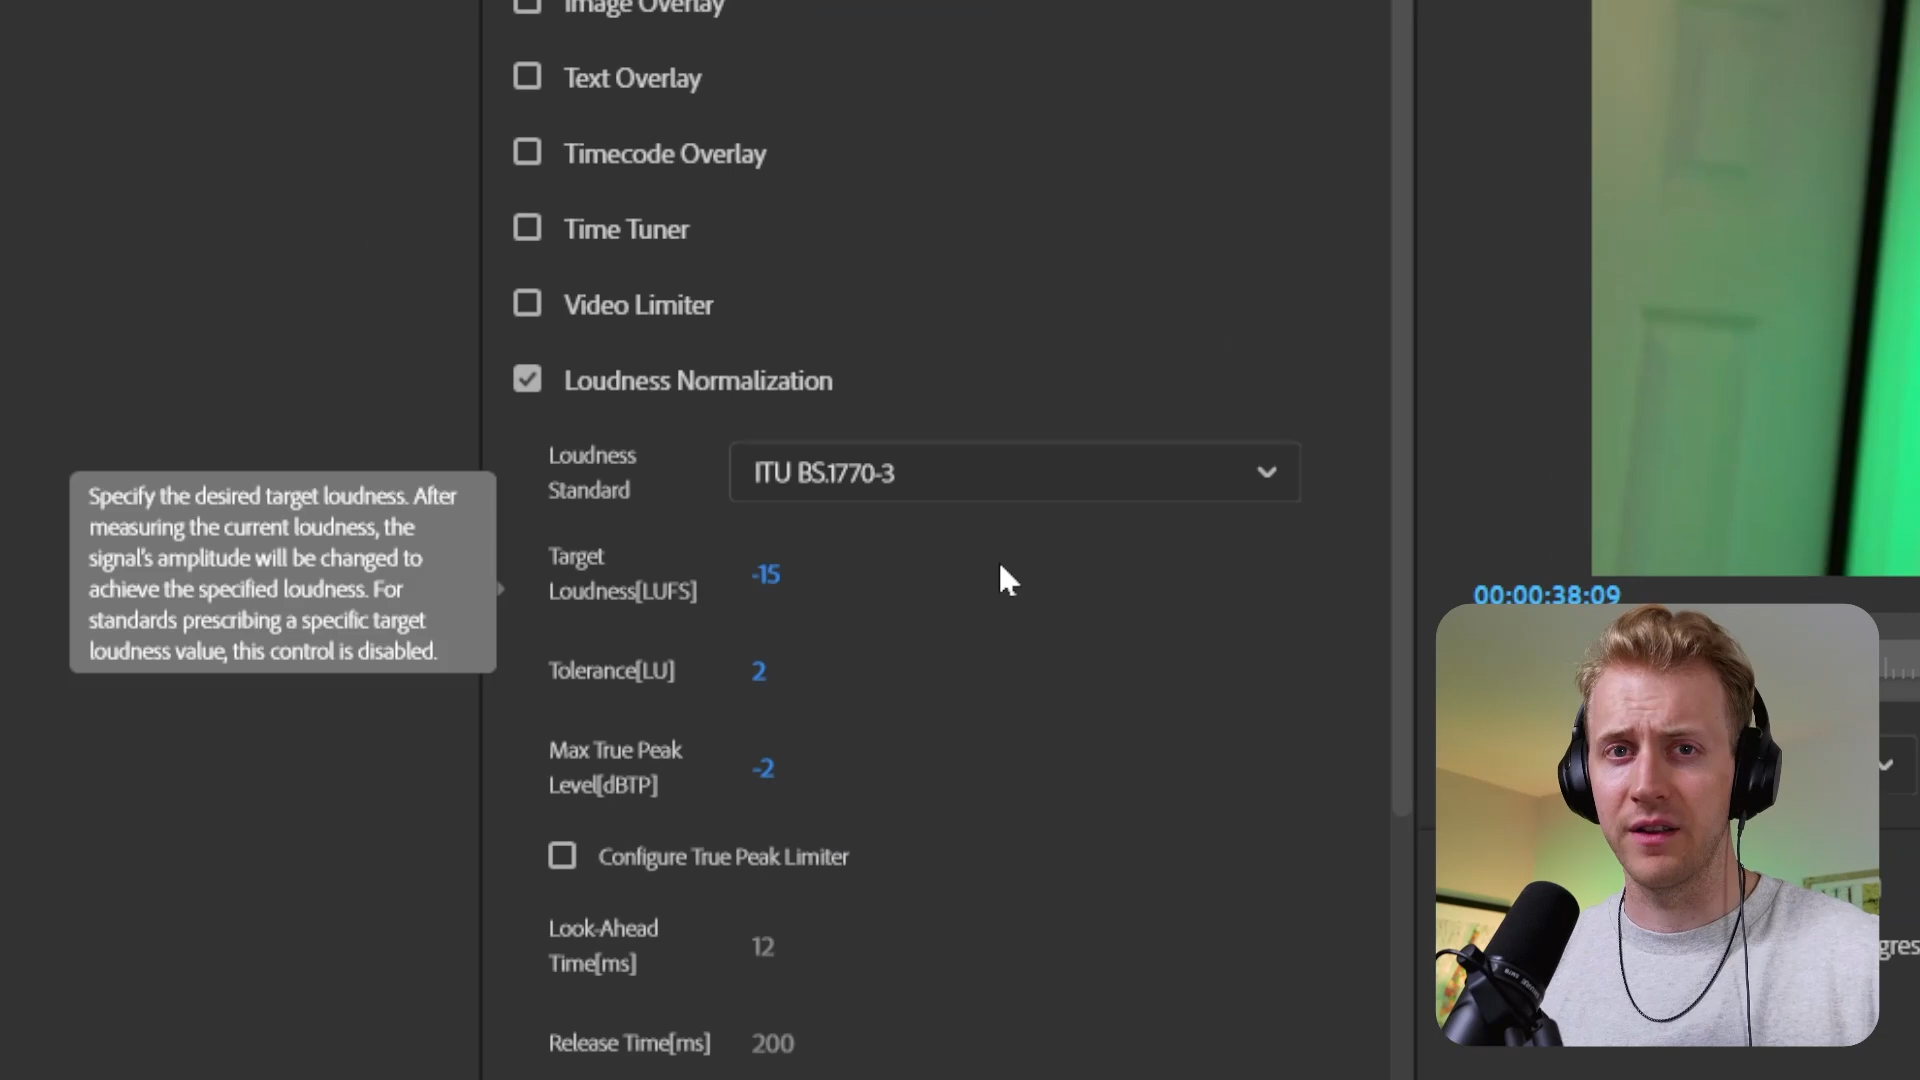 Image Overlay
Text Overlay
Timecode Overlay
Time Tuner
Video Limiter
Loudness Normalization
Loudness
Standard
ITU BS.1770-3
Specify the desired target loudness. After
measuring the current loudness, the
signal's amplitude will be changed to
achieve the specified loudness. For
standards prescribing a specific target
loudness value, this control is disabled.
Target
Loudness[LUFS]
-15
00:00:38:09
Tolerance[LU]
2
Max True Peak
Level[dBTP]
-2
Configure True Peak Limiter
Look-Ahead
Time[ms]
12
Release Time[ms]
200